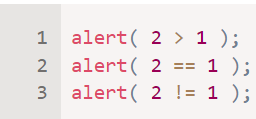 1 alert( 2 > 1 );
2 alert( 2 == 1 );
3 alert( 2 != 1 );